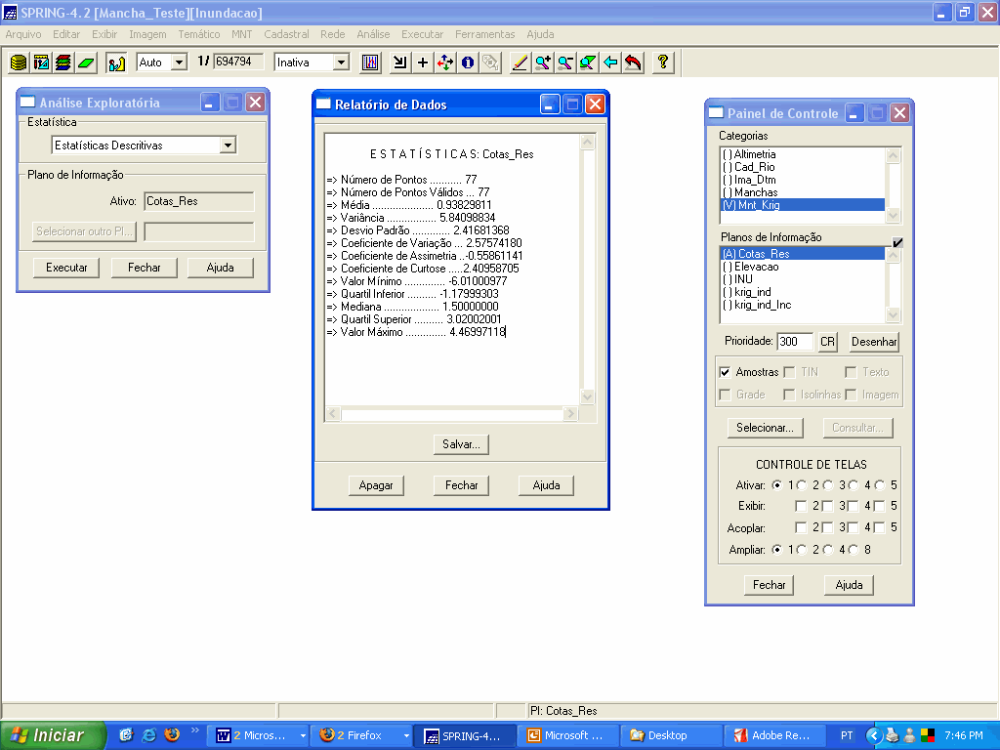 SPRING-4.2 [Mancha_Teste][Inundacao]
Arquivo Editar Exibir Imagem Temático MNT Cadastral Rede Análise Executar Ferramentas Ajuda
Auto 1/ 694794 Inativa
Análise Exploratória
Estatística
Estatísticas Descritivas
Plano de Informação
Ativo: Cotas_Res
Selecionar outro PI...
Executar Fechar Ajuda
Relatório de Dados
E S T A T Í S T I C A S: Cotas_Res
=> Número de Pontos ........... 77
=> Número de Pontos Válidos ... 77
=> Média ..................... 0.93829811
=> Variância ................. 5.84098834
=> Desvio Padrão ............. 2.41681368
=> Coeficiente de Variação ... 2.57574180
=> Coeficiente de Assimetria ..-0.55861141
=> Coeficiente de Curtose .....2.40958705
=> Valor Mínimo .............. -6.01000977
=> Quartil Inferior .......... -1.17999303
=> Mediana ................... 1.50000000
=> Quartil Superior .......... 3.02002001
=> Valor Máximo .............. 4.46997118
Salvar...
Apagar Fechar Ajuda
Painel de Controle
Categorias
( ) Altimetria
( ) Cad_Rio
( ) Ima_Dtm
( ) Manchas
(V) Mnt_Krig
Planos de Informação
(A) Cotas_Res
( ) Elevacao
( ) INU
( ) krig_ind
( ) krig_ind_Inc
Prioridade: 300 CR Desenhar
Amostras TIN Texto
Grade Isolinhas Imagem
Selecionar... Consultar...
CONTROLE DE TELAS
Ativar: 1 2 3 4 5
Exibir: 2 3 4 5
Acoplar: 2 3 4 5
Ampliar: 1 2 4 8
Fechar Ajuda
PI: Cotas_Res
Iniciar 2 Micros... 2 Firefox SPRING-4.... Microsoft ... Desktop Adobe Re... PT 7:46 PM